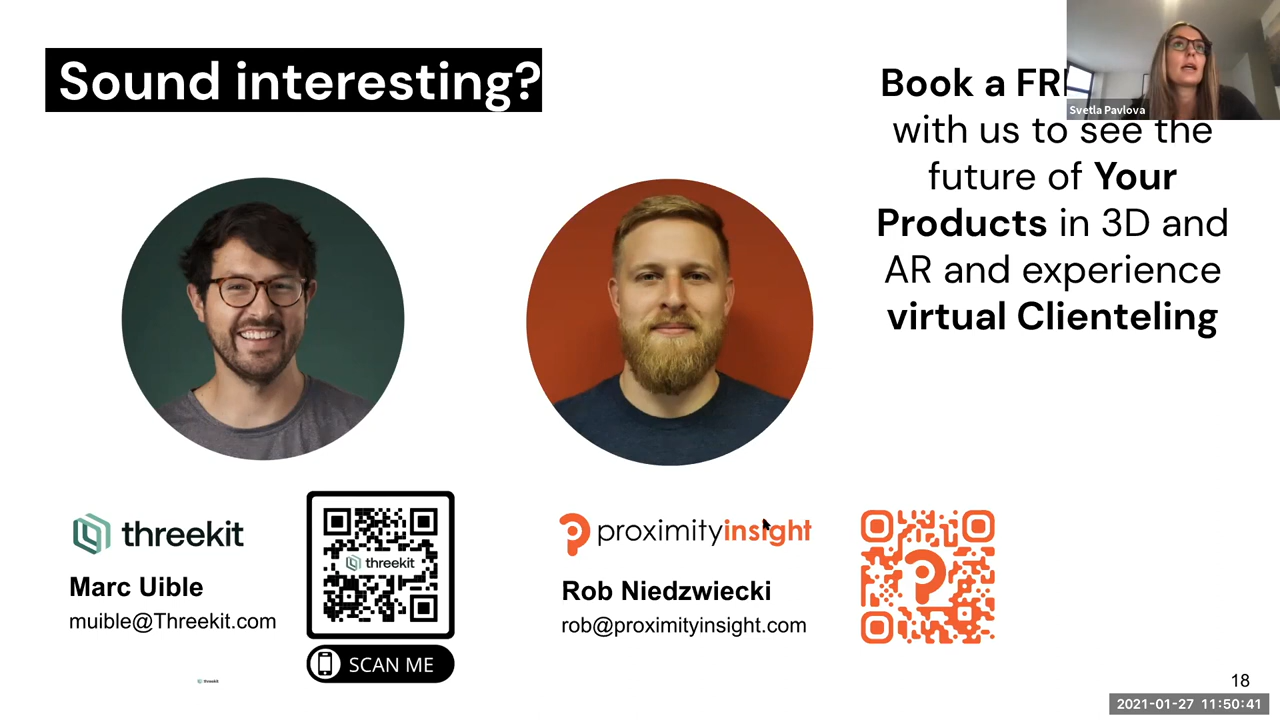 Sound interesting?
Book a FR
with us to see the
future of Your
Products in 3D and
AR and experience
virtual Clienteling
Svetla Pavlova
threekit
Marc Uible
muible@Threekit.com
threekit
SCAN ME
proximityinsight
Rob Niedzwiecki
rob@proximityinsight.com
threekit
18
2021-01-27 11:50:41